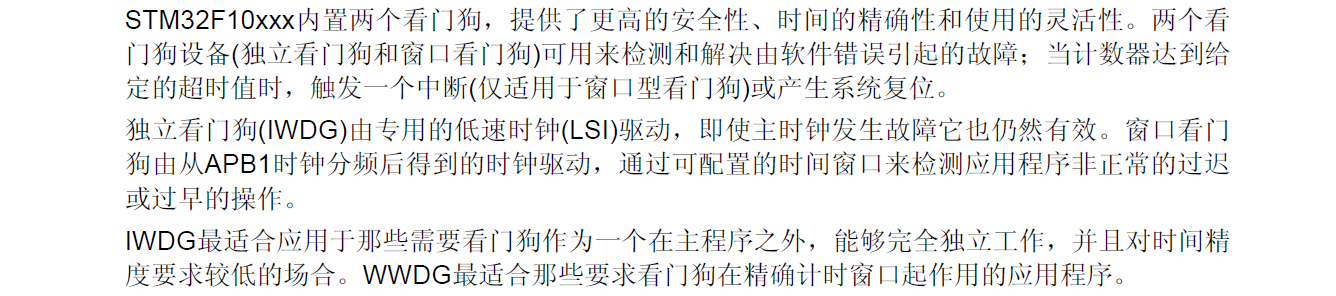 STM32F10xxx内置两个看门狗，提供了更高的安全性、时间的精确性和使用的灵活性。两个看
门狗设备(独立看门狗和窗口看门狗)可用来检测和解决由软件错误引起的故障；当计数器达到给
定的超时值时，触发一个中断(仅适用于窗口型看门狗)或产生系统复位。
独立看门狗(IWDG)由专用的低速时钟(LSI)驱动，即使主时钟发生故障它也仍然有效。窗口看门
狗由从APB1时钟分频后得到的时钟驱动，通过可配置的时间窗口来检测应用程序非正常的过迟
或过早的操作。
IWDG最适合应用于那些需要看门狗作为一个在主程序之外，能够完全独立工作，并且对时间精
度要求较低的场合。WWDG最适合那些要求看门狗在精确计时窗口起作用的应用程序。